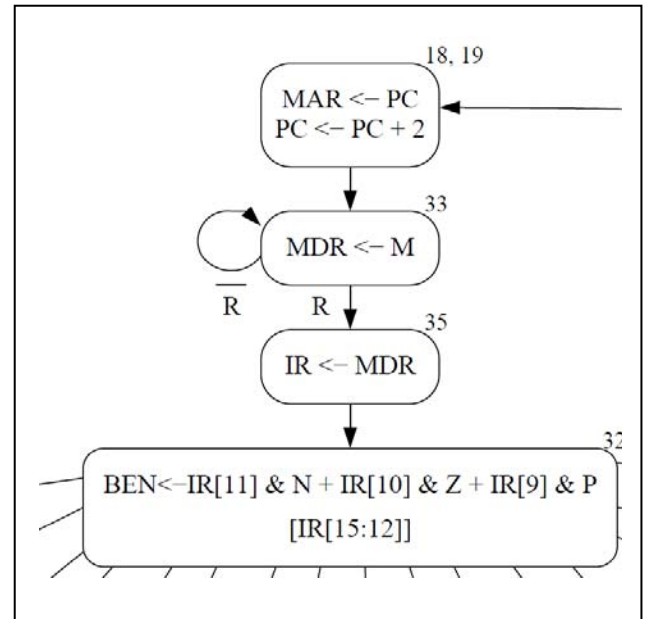 18, 19
MAR <– PC
PC <– PC + 2
33
MDR <– M
R̅
R
35
IR <– MDR
32
BEN<–IR[11] & N + IR[10] & Z + IR[9] & P
[IR[15:12]]